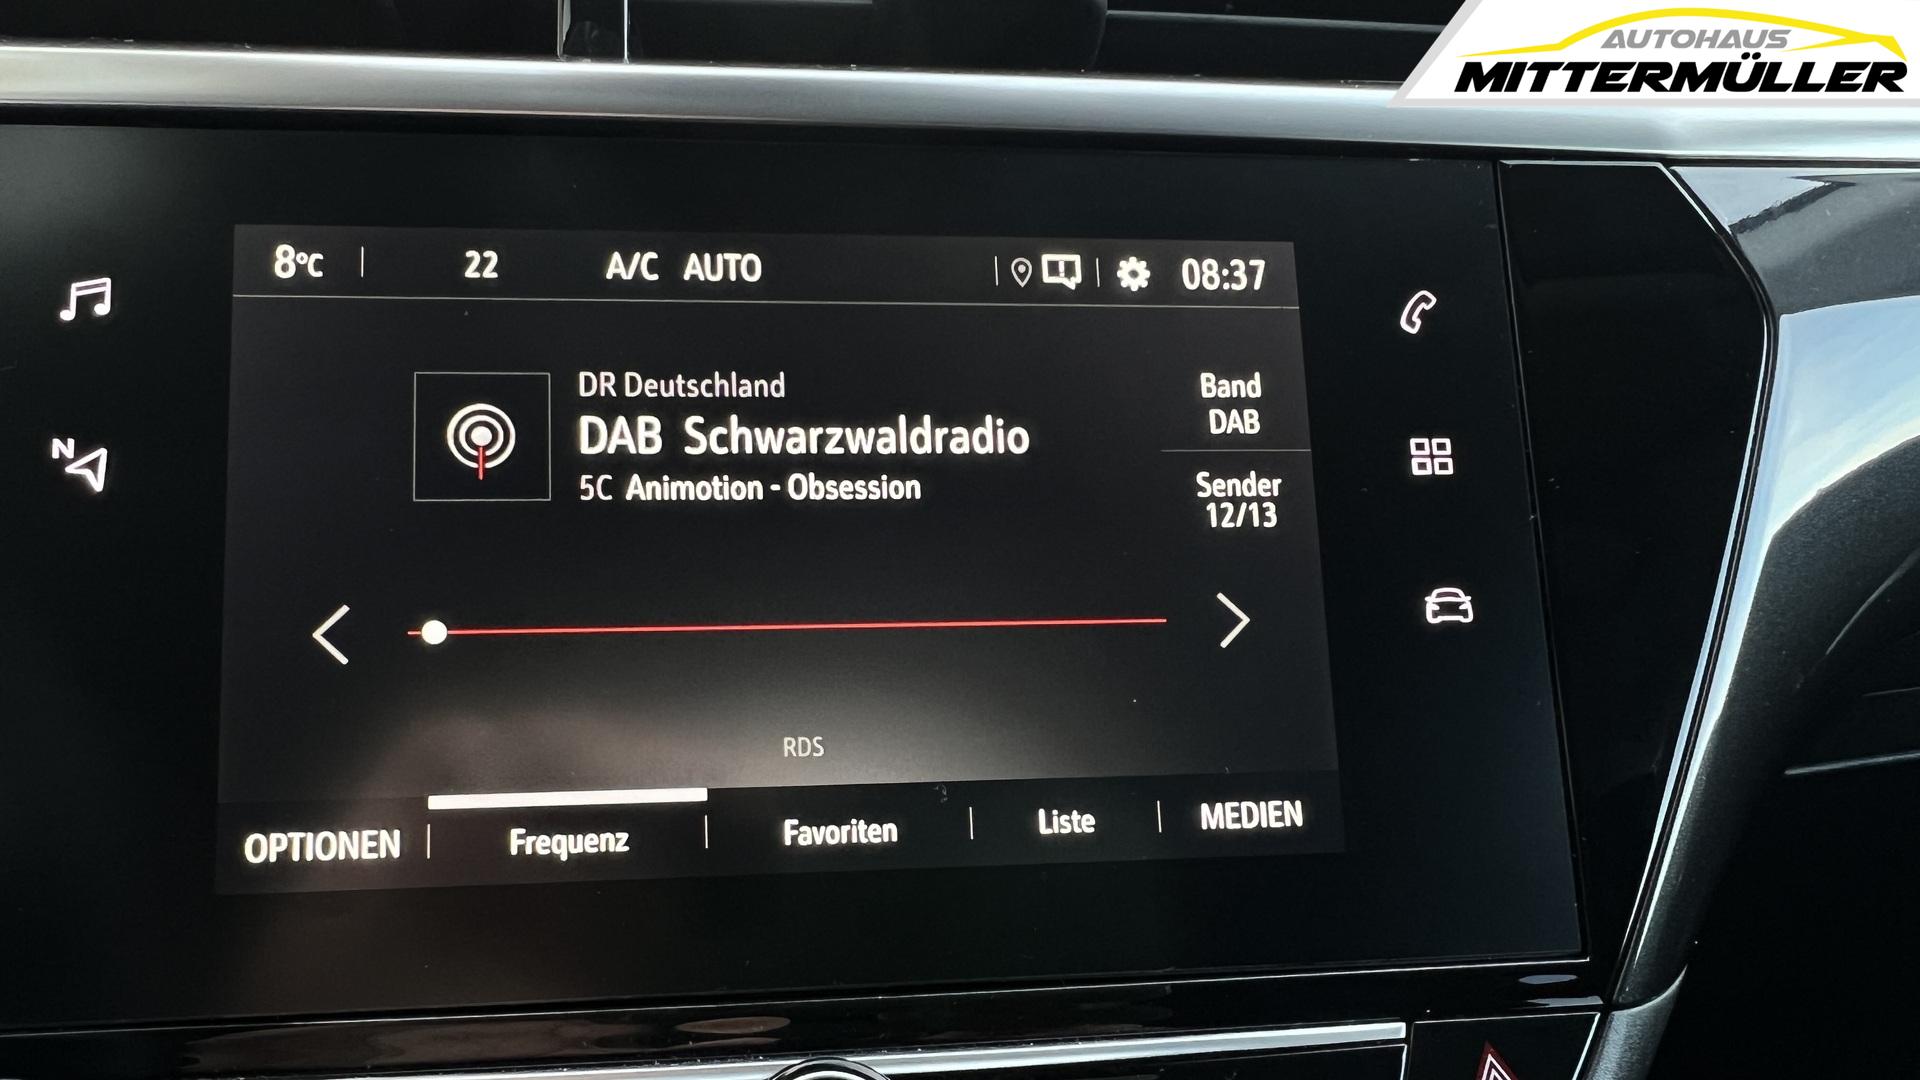 AUTOHAUS
MITTERMÜLLER
8°C 22 A/C AUTO 08:37
DR Deutschland
DAB Schwarzwaldradio
5C Animotion - Obsession
Band
DAB
Sender
12/13
N
RDS
OPTIONEN Frequenz Favoriten Liste MEDIEN